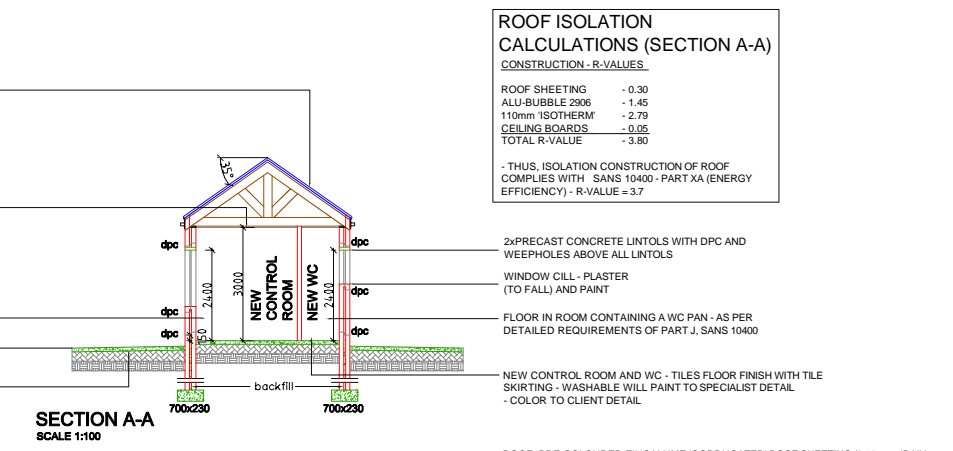 ROOF ISOLATION
CALCULATIONS (SECTION A-A)
CONSTRUCTION - R-VALUES
ROOF SHEETING - 0.30
ALU-BUBBLE 2906 - 1.45
110mm 'ISOTHERM' - 2.79
CEILING BOARDS - 0.05
TOTAL R-VALUE - 3.80
- THUS, ISOLATION CONSTRUCTION OF ROOF
COMPLIES WITH SANS 10400 - PART XA (ENERGY
EFFICIENCY) - R-VALUE = 3.7
35°
dpc
dpc
2xPRECAST CONCRETE LINTOLS WITH DPC AND
WEEPHOLES ABOVE ALL LINTOLS
WINDOW CILL - PLASTER
(TO FALL) AND PAINT
2400
3000
NEW
CONTROL
ROOM
NEW WC
2400
dpc
dpc
FLOOR IN ROOM CONTAINING A WC PAN - AS PER
DETAILED REQUIREMENTS OF PART J, SANS 10400
dpc
150
dpc
NEW CONTROL ROOM AND WC - TILES FLOOR FINISH WITH TILE
SKIRTING - WASHABLE WILL PAINT TO SPECIALIST DETAIL
- COLOR TO CLIENT DETAIL
backfill
700x230
700x230
SECTION A-A
SCALE 1:100